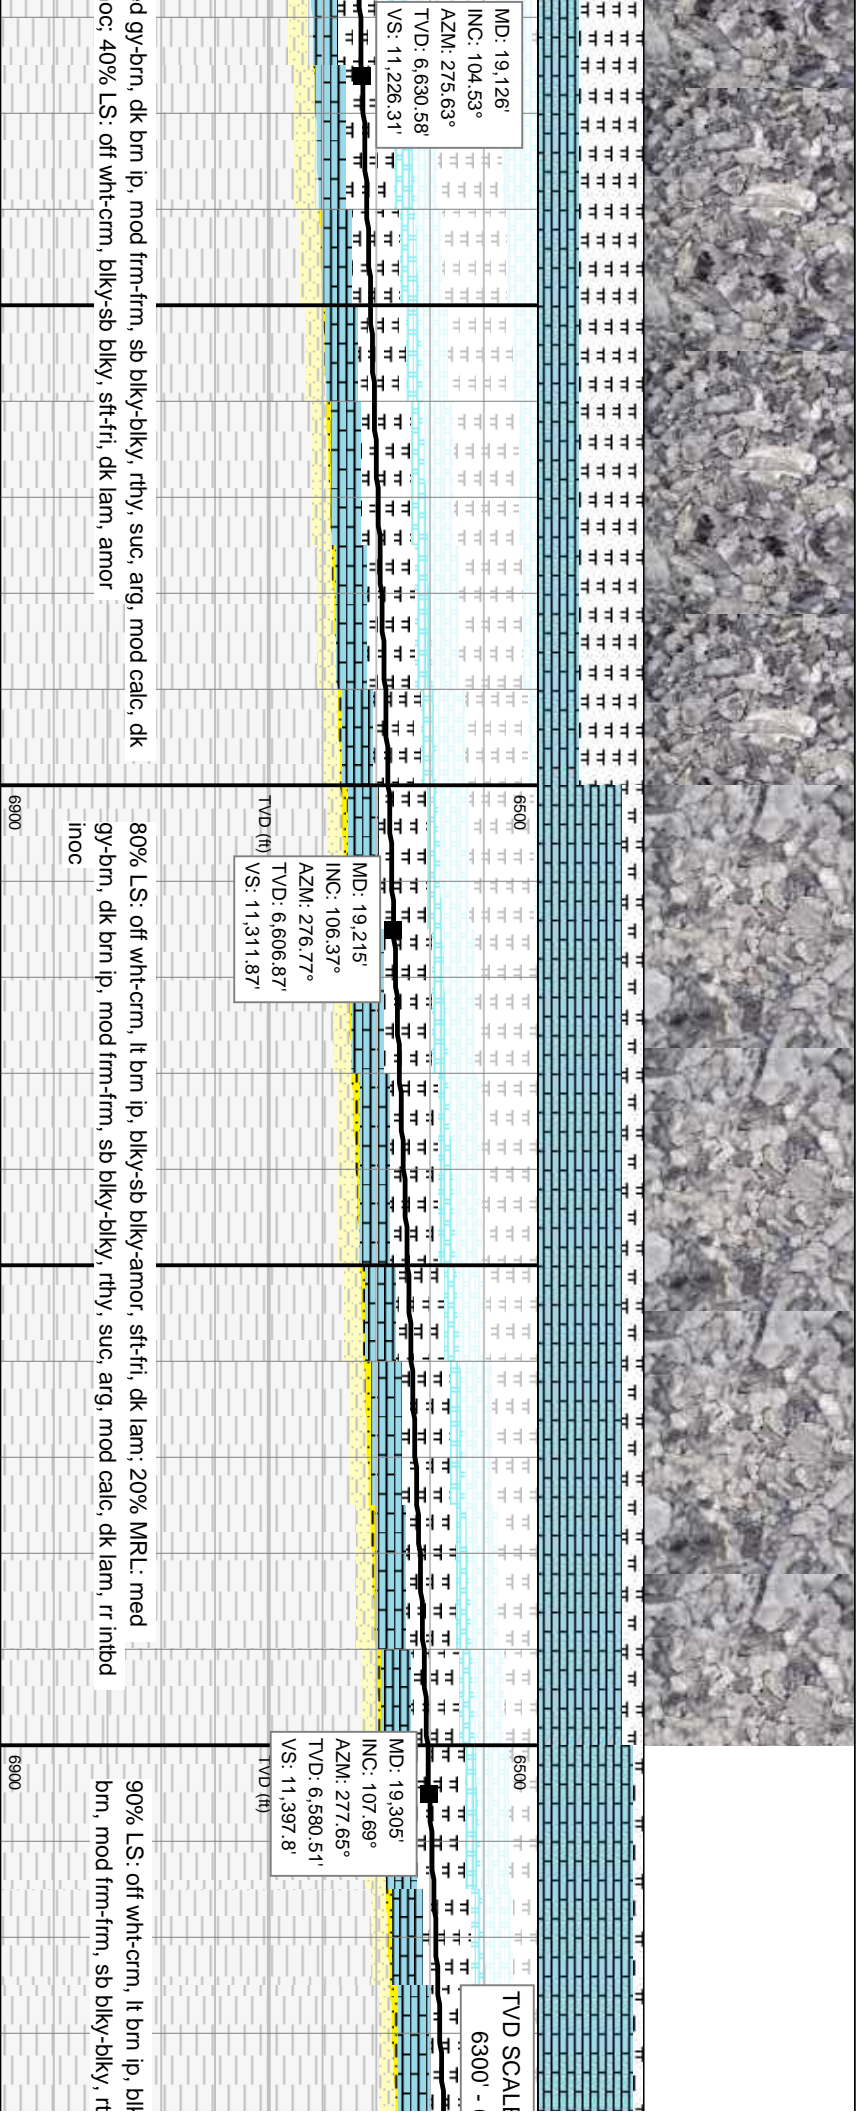 MD: 19,126'
INC: 104.53°
AZM: 275.63°
TVD: 6,630.58'
VS: 11,226.31'
gy-brn, dk brn ip, mod frm-frm, sb blky-blky, rthy, suc, arg, mod calc, dk
40% LS: off wht-crm, blky-sb blky, sft-fri, dk lam, amor
6500
TVD (ft)
6900
MD: 19,215'
INC: 106.37°
AZM: 276.77°
TVD: 6,606.87'
VS: 11,311.87'
80% LS: off wht-crm, lt brn ip, blky-sb blky-amor, sft-fri, dk lam; 20% MRL: med
gy-brn, dk brn ip, mod frm-frm, sb blky-blky, rthy, suc, arg, mod calc, dk lam, rr intbd
inoc
6500
TVD (ft)
6900
MD: 19,305'
INC: 107.69°
AZM: 277.65°
TVD: 6,580.51'
VS: 11,397.8'
TVD SCALE
6300' -
90% LS: off wht-crm, lt brn ip,
brn, mod frm-frm, sb blky-blky,